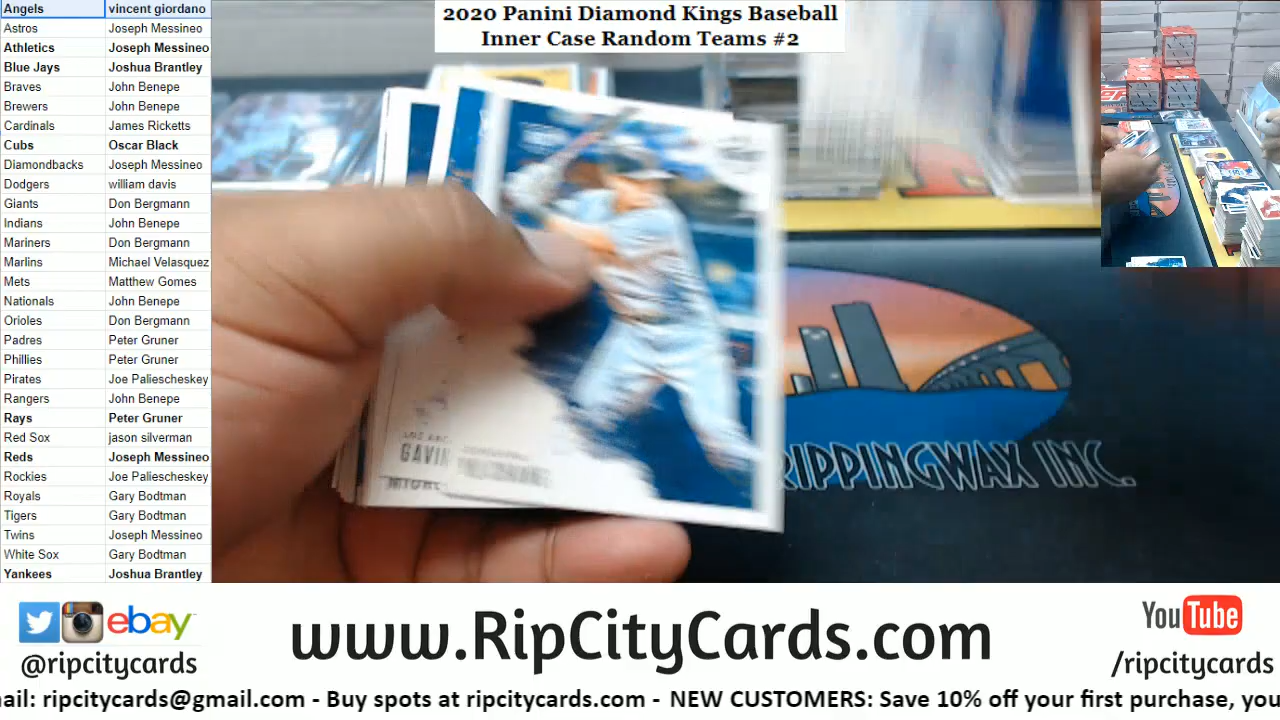 2020 Panini Diamond Kings Baseball
Inner Case Random Teams #2
Angels vincent giordano
Astros Joseph Messineo
Athletics Joseph Messineo
Blue Jays Joshua Brantley
Braves John Benepe
Brewers John Benepe
Cardinals James Ricketts
Cubs Oscar Black
Diamondbacks Joseph Messineo
Dodgers william davis
Giants Don Bergmann
Indians John Benepe
Mariners Don Bergmann
Marlins Michael Velasquez
Mets Matthew Gomes
Nationals John Benepe
Orioles Don Bergmann
Padres Peter Gruner
Phillies Peter Gruner
Pirates Joe Paliescheskey
Rangers John Benepe
Rays Peter Gruner
Red Sox jason silverman
Reds Joseph Messineo
Rockies Joe Paliescheskey
Royals Gary Bodtman
Tigers Gary Bodtman
Twins Joseph Messineo
White Sox Gary Bodtman
Yankees Joshua Brantley
GAVIN
RIPPINGWAX INC.
ebay
@ripcitycards
www.RipCityCards.com
YouTube
/ripcitycards
ail: ripcitycards@gmail.com - Buy spots at ripcitycards.com - NEW CUSTOMERS: Save 10% off your first purchase, you